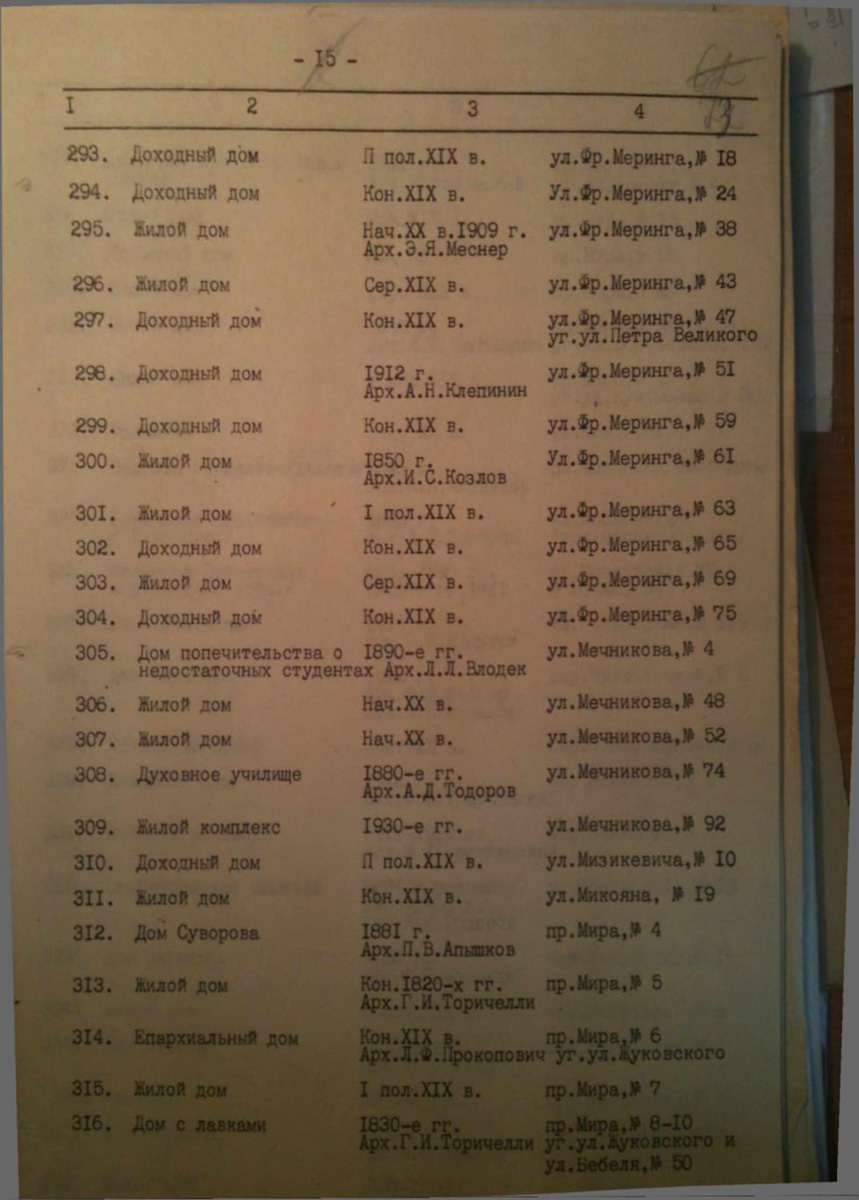 - I5 -
I 2 3 4
293. Доходный дом П пол.XIX в. ул.Фр.Меринга,№ I8
294. Доходный дом Кон.XIX в. Ул.Фр.Меринга,№ 24
295. Жилой дом Нач.XX в.I909 г. ул.Фр.Меринга,№ 38
Арх.Э.Я.Меснер
296. Жилой дом Сер.XIX в. ул.Фр.Меринга,№ 43
297. Доходный дом Кон.XIX в. ул.Фр.Меринга,№ 47
уг.ул.Петра Великого
298. Доходный дом I9I2 г. ул.Фр.Меринга,№ 5I
Арх.А.Н.Клепинин
299. Доходный дом Кон.XIX в. ул.Фр.Меринга,№ 59
300. Жилой дом I850 г. Ул.Фр.Меринга,№ 6I
Арх.И.С.Козлов
30I. Жилой дом I пол.XIX в. ул.Фр.Меринга,№ 63
302. Доходный дом Кон.XIX в. ул.Фр.Меринга,№ 65
303. Жилой дом Сер.XIX в. ул.Фр.Меринга,№ 69
304. Доходный дом Кон.XIX в. ул.Фр.Меринга,№ 75
305. Дом попечительства о I890-е гг. ул.Мечникова,№ 4
недостаточных студентах Арх.Л.Л.Влодек
306. Жилой дом Нач.XX в. ул.Мечникова,№ 48
307. Жилой дом Нач.XX в. ул.Мечникова,№ 52
308. Духовное училище I880-е гг. ул.Мечникова,№ 74
Арх.А.Д.Тодоров
309. Жилой комплекс I930-е гг. ул.Мечникова,№ 92
3I0. Доходный дом П пол.XIX в. ул.Мизикевича,№ I0
3II. Жилой дом Кон.XIX в. ул.Микояна, № I9
3I2. Дом Суворова I88I г. пр.Мира,№ 4
Арх.П.В.Апышков
3I3. Жилой дом Кон.I820-х гг. пр.Мира,№ 5
Арх.Г.И.Торичелли
3I4. Епархиальный дом Кон.XIX в. пр.Мира,№ 6
Арх.Л.Ф.Прокопович уг.ул.Жуковского
3I5. Жилой дом I пол.XIX в. пр.Мира,№ 7
3I6. Дом с лавками I830-е гг. пр.Мира,№ 8-I0
Арх.Г.И.Торичелли уг.ул.Жуковского и
ул.Бебеля,№ 50